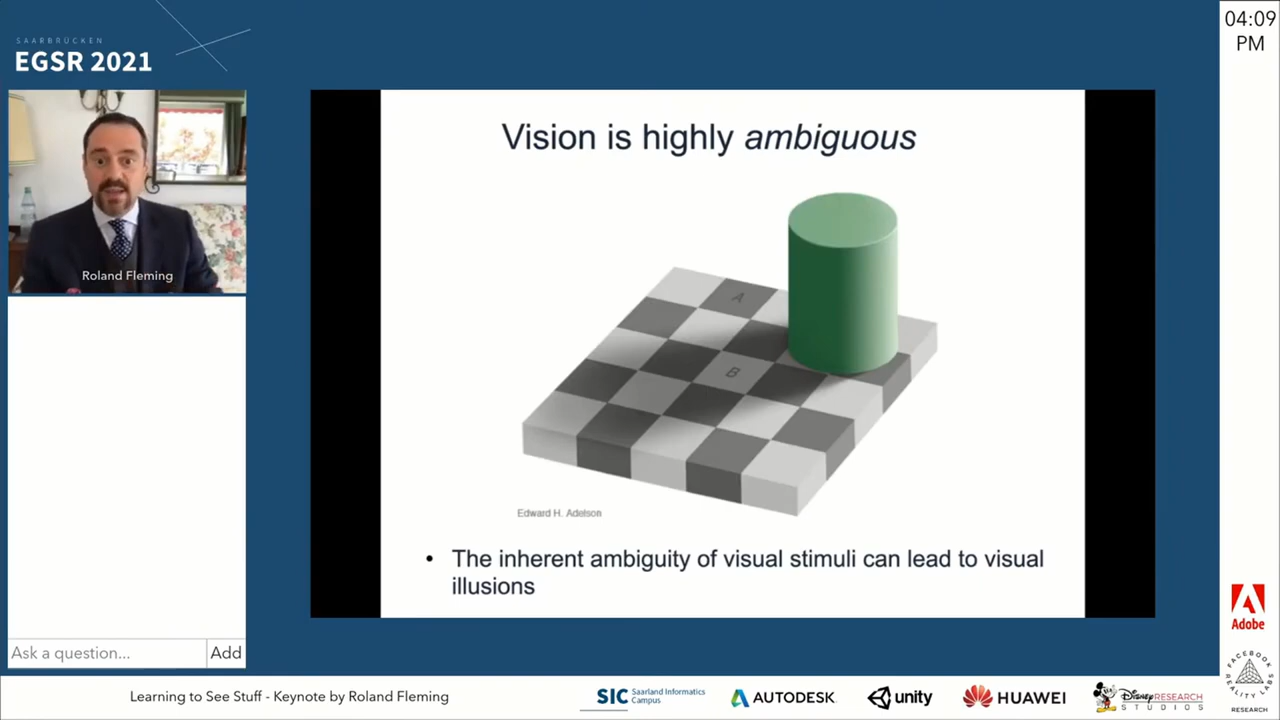 SAARBRÜCKEN
EGSR 2021
04:09
PM
Roland Fleming
Vision is highly ambiguous
A
B
Edward H. Adelson
• The inherent ambiguity of visual stimuli can lead to visual
illusions
Ask a question...
Add
Learning to See Stuff - Keynote by Roland Fleming
SIC Saarland Informatics
Campus
AUTODESK
unity
HUAWEI
Disney RESEARCH
STUDIOS
Adobe
FACEBOOK
REALITY LABS
RESEARCH